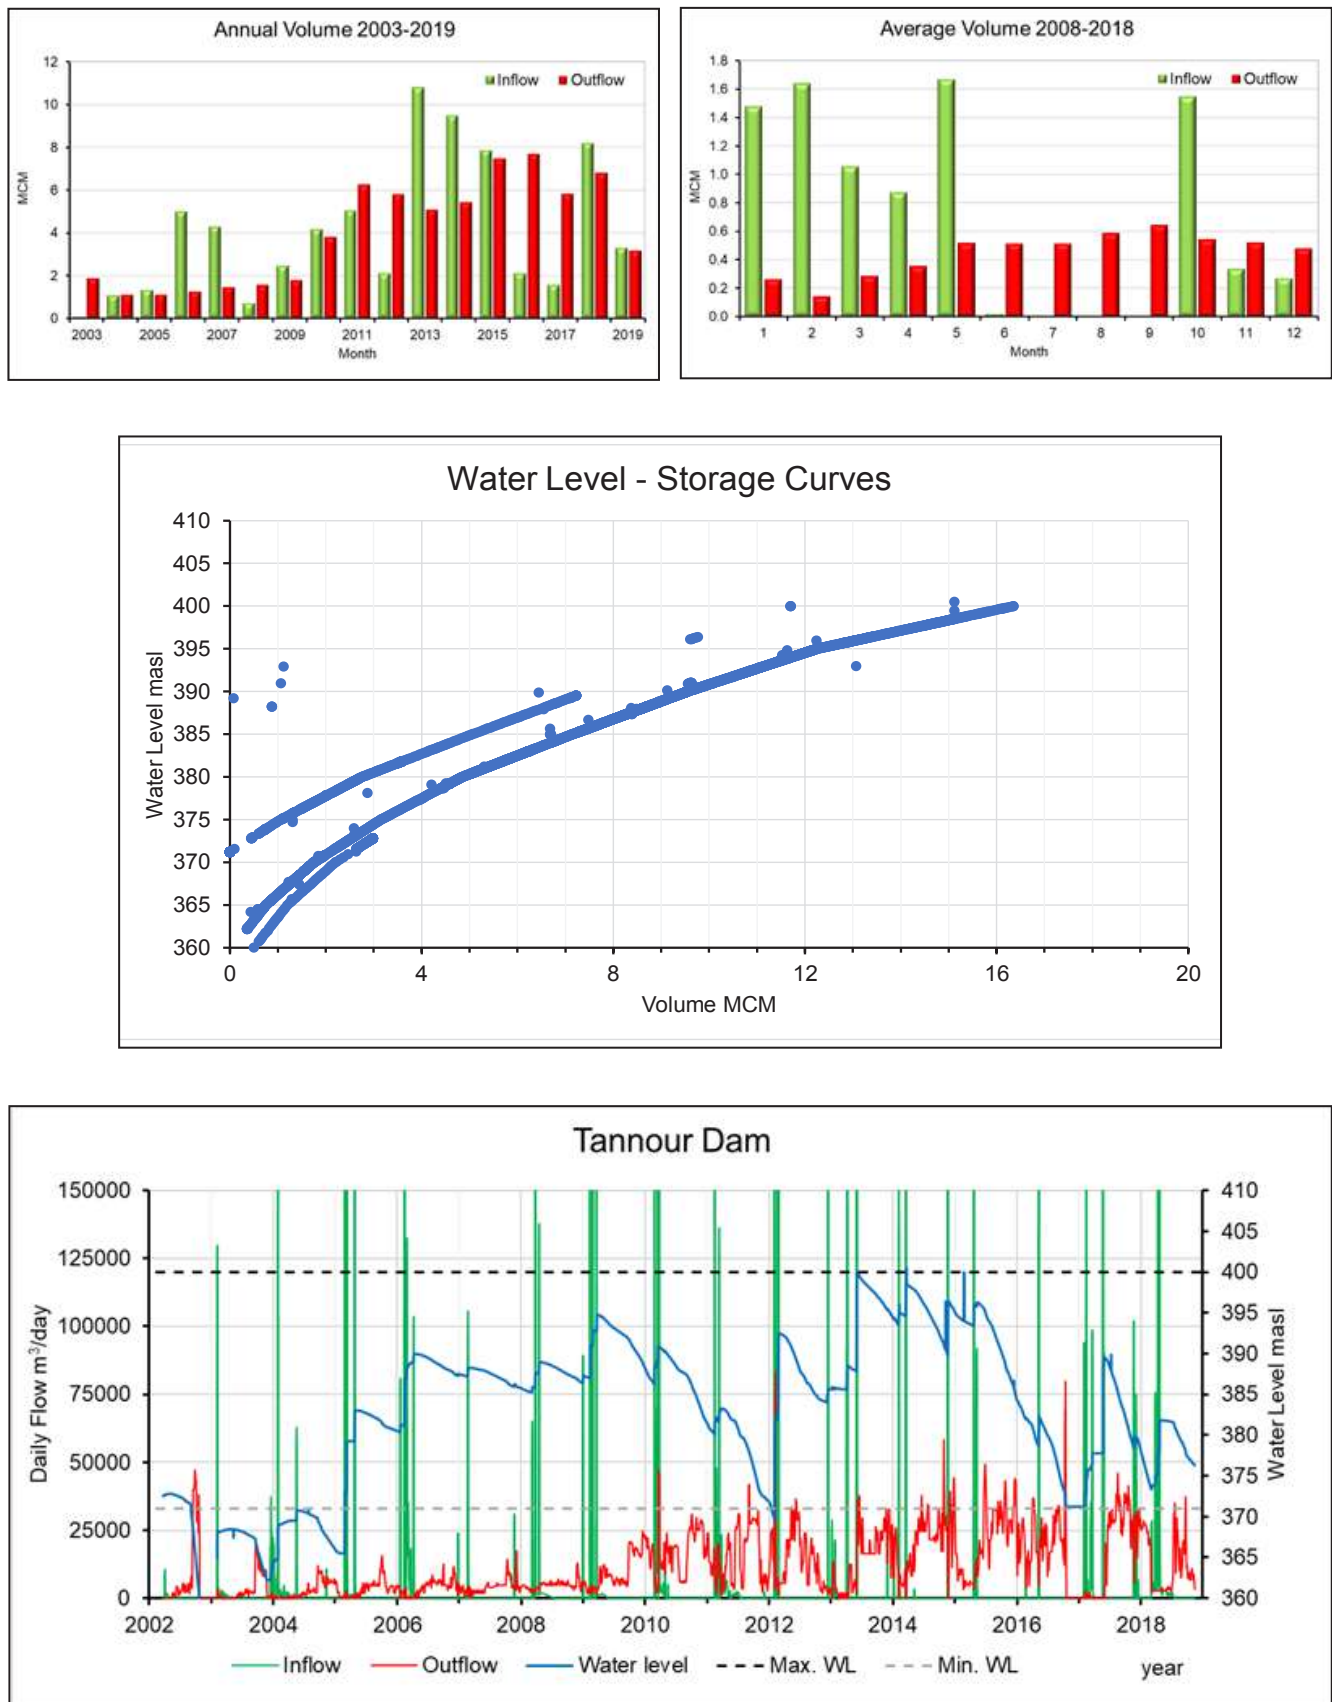 Annual Volume 2003-2019
Inflow Outflow
MCM
12
10
8
6
4
2
0
2003 2005 2007 2009 2011 2013 2015 2017 2019
Month
Average Volume 2008-2018
Inflow Outflow
MCM
1.8
1.6
1.4
1.2
1.0
0.8
0.6
0.4
0.2
0.0
1 2 3 4 5 6 7 8 9 10 11 12
Month
Water Level - Storage Curves
Water Level masl
410
405
400
395
390
385
380
375
370
365
360
0 4 8 12 16 20
Volume MCM
Tannour Dam
Daily Flow m³/day
150000
125000
100000
75000
50000
25000
0
410
405
400
395
390
385
380
375
370
365
360
Water Level masl
2002 2004 2006 2008 2010 2012 2014 2016 2018
Inflow Outflow Water level Max. WL Min. WL year